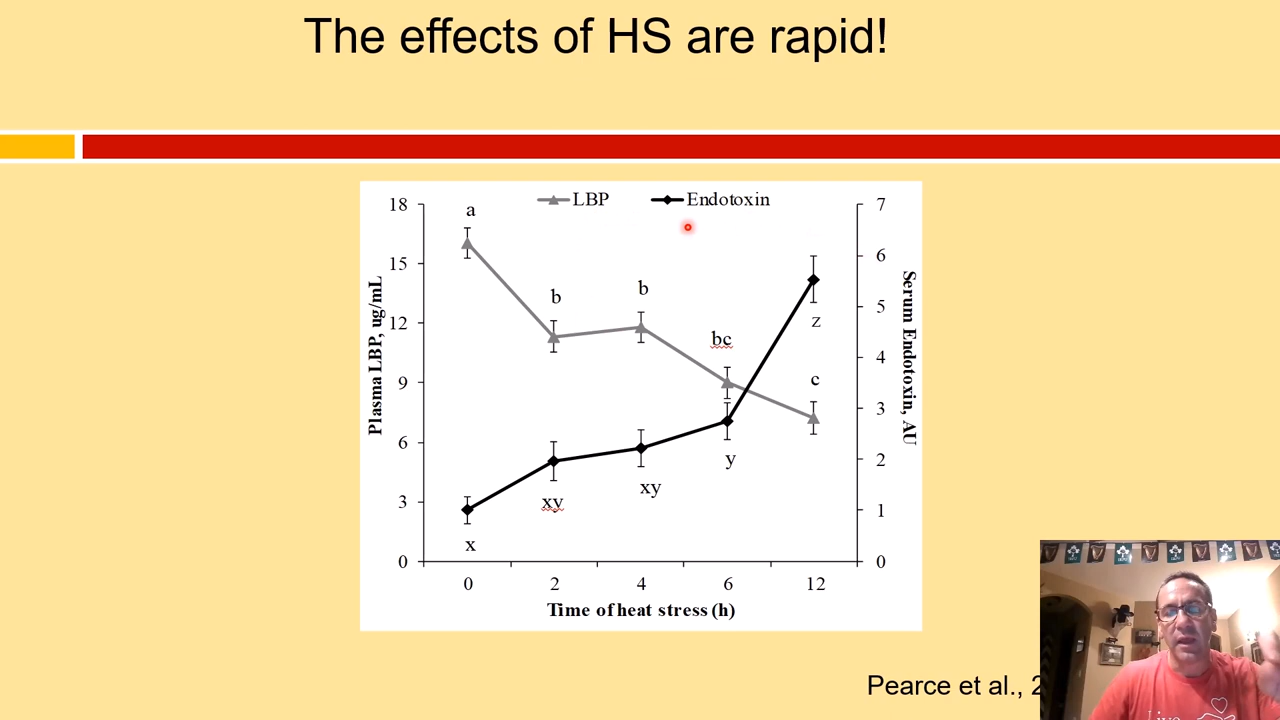 The effects of HS are rapid!
LBP Endotoxin
18
15
12
9
6
3
0
Plasma LBP, ug/mL
7
6
5
4
3
2
1
0
Serum Endotoxin, AU
a
b
b
bc
c
x
xy
xy
y
z
0 2 4 6 12
Time of heat stress (h)
Pearce et al.,
Live